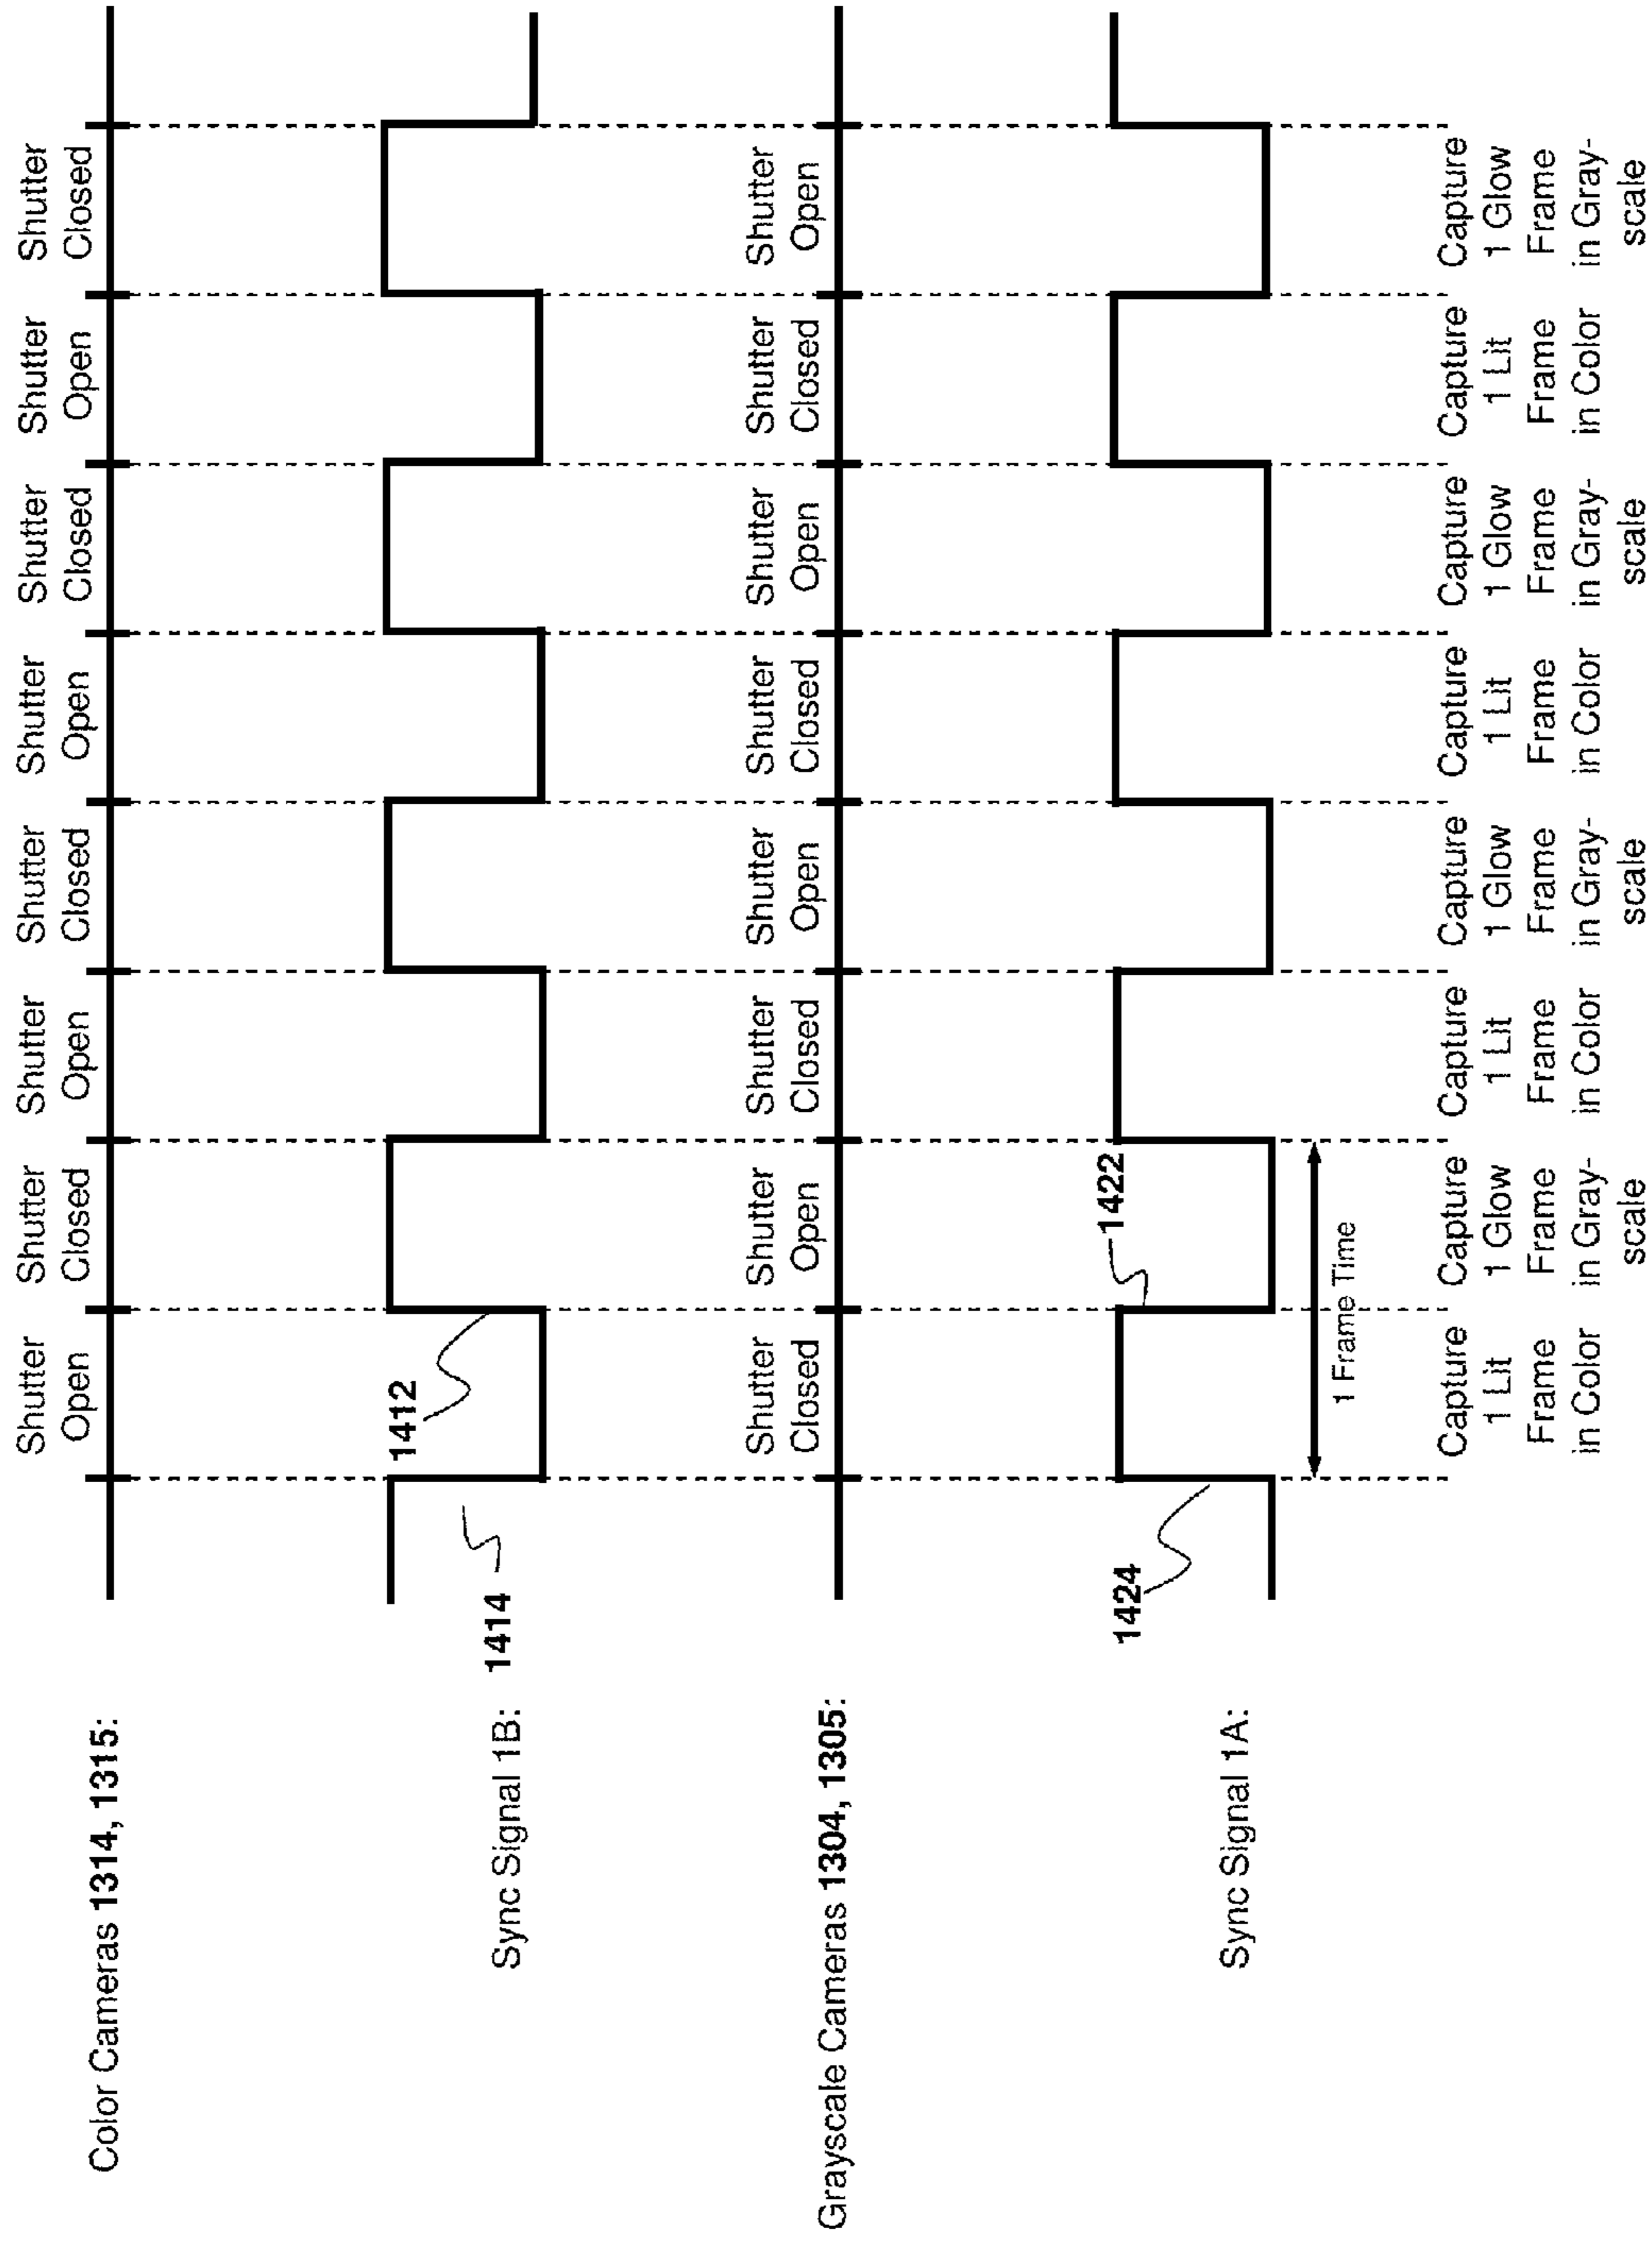 Shutter Shutter Shutter Shutter Shutter Shutter Shutter Shutter
Open Closed Open Closed Open Closed Open Closed
Color Cameras 1314, 1315:
1412
Sync Signal 1B: 1414
Shutter Shutter Shutter Shutter Shutter Shutter Shutter Shutter
Closed Open Closed Open Closed Open Closed Open
Grayscale Cameras 1304, 1305:
1422
1424
Sync Signal 1A:
1 Frame Time
Capture Capture Capture Capture Capture Capture Capture Capture
1 Lit 1 Glow 1 Lit 1 Glow 1 Lit 1 Glow 1 Lit 1 Glow
Frame Frame Frame Frame Frame Frame Frame Frame
in Color in Gray- in Color in Gray- in Color in Gray- in Color in Gray-
scale scale scale scale